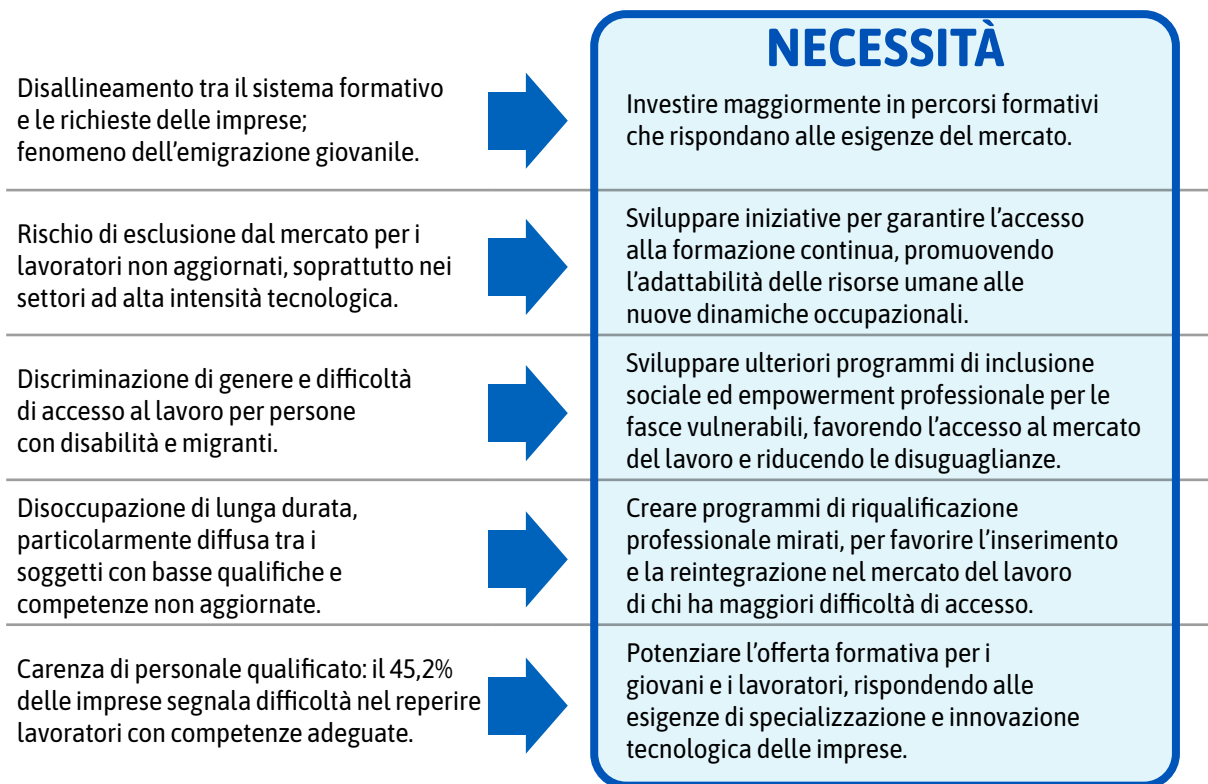 NECESSITÀ
Disallineamento tra il sistema formativo
e le richieste delle imprese;
fenomeno dell’emigrazione giovanile.
Investire maggiormente in percorsi formativi
che rispondano alle esigenze del mercato.
Rischio di esclusione dal mercato per i
lavoratori non aggiornati, soprattutto nei
settori ad alta intensità tecnologica.
Sviluppare iniziative per garantire l’accesso
alla formazione continua, promuovendo
l’adattabilità delle risorse umane alle
nuove dinamiche occupazionali.
Discriminazione di genere e difficoltà
di accesso al lavoro per persone
con disabilità e migranti.
Sviluppare ulteriori programmi di inclusione
sociale ed empowerment professionale per le
fasce vulnerabili, favorendo l’accesso al mercato
del lavoro e riducendo le disuguaglianze.
Disoccupazione di lunga durata,
particolarmente diffusa tra i
soggetti con basse qualifiche e
competenze non aggiornate.
Creare programmi di riqualificazione
professionale mirati, per favorire l’inserimento
e la reintegrazione nel mercato del lavoro
di chi ha maggiori difficoltà di accesso.
Carenza di personale qualificato: il 45,2%
delle imprese segnala difficoltà nel reperire
lavoratori con competenze adeguate.
Potenziare l’offerta formativa per i
giovani e i lavoratori, rispondendo alle
esigenze di specializzazione e innovazione
tecnologica delle imprese.